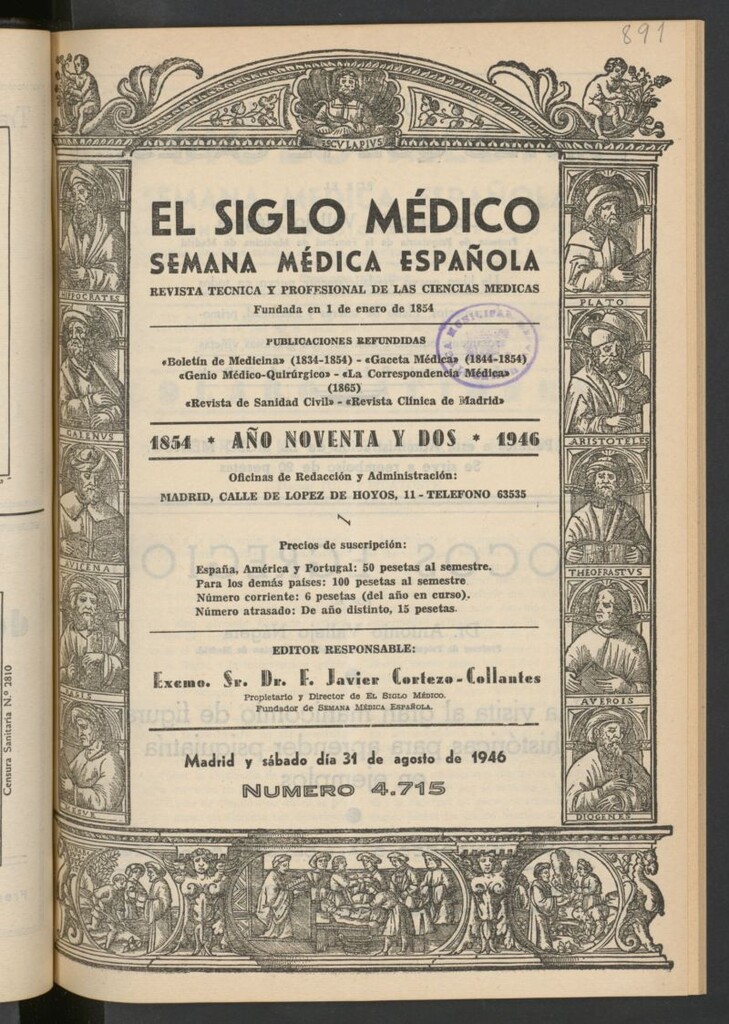 891
ESCVLAPIVS
EL SIGLO MÉDICO
SEMANA MÉDICA ESPAÑOLA
REVISTA TECNICA Y PROFESIONAL DE LAS CIENCIAS MEDICAS
Fundada en 1 de enero de 1854
PUBLICACIONES REFUNDIDAS
«Boletín de Medicina» (1834-1854) - «Gaceta Médica» (1844-1854)
«Genio Médico-Quirúrgico» - «La Correspondencia Médica»
(1865)
«Revista de Sanidad Civil» - «Revista Clínica de Madrid»
1854 * AÑO NOVENTA Y DOS * 1946
Oficinas de Redacción y Administración:
MADRID, CALLE DE LOPEZ DE HOYOS, 11 - TELEFONO 63535
Precios de suscripción:
España, América y Portugal: 50 pesetas al semestre.
Para los demás países: 100 pesetas al semestre
Número corriente: 6 pesetas (del año en curso).
Número atrasado: De año distinto, 15 pesetas.
EDITOR RESPONSABLE:
Excmo. Sr. Dr. F. Javier Cortezo-Collantes
Propietario y Director de EL SIGLO MÉDICO.
Fundador de SEMANA MÉDICA ESPAÑOLA.
Madrid y sábado día 31 de agosto de 1946
NUMERO 4.715
HIPPOCRATES
GALENVS
AVICENA
RASIS
MESVE
PLATO
ARISTOTELES
THEOFRASTVS
AVEROIS
DIOGENES
MUNICIPAL
Censura Sanitaria N.º 2810